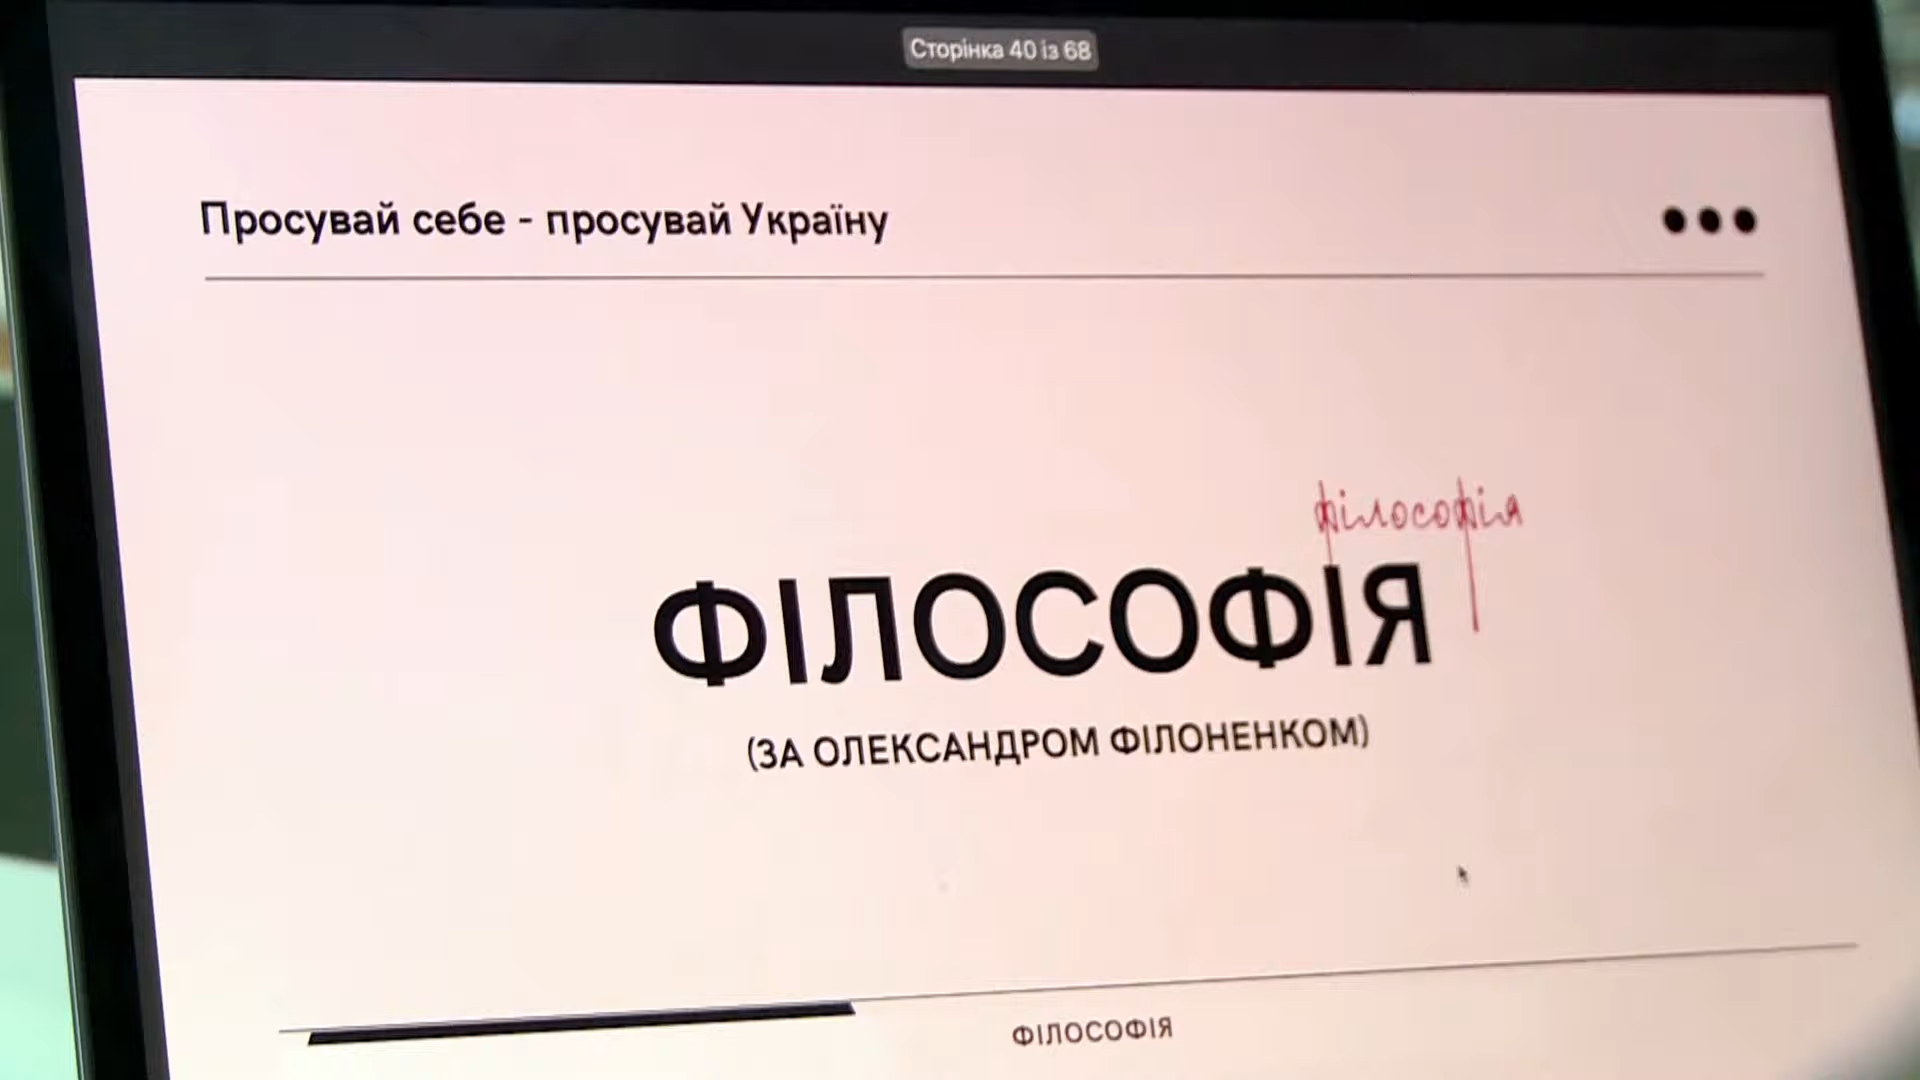 Сторінка 40 із 68
Просувай себе - просувай Україну
філософія
ФІЛОСОФІЯ
(ЗА ОЛЕКСАНДРОМ ФІЛОНЕНКОМ)
ФІЛОСОФІЯ